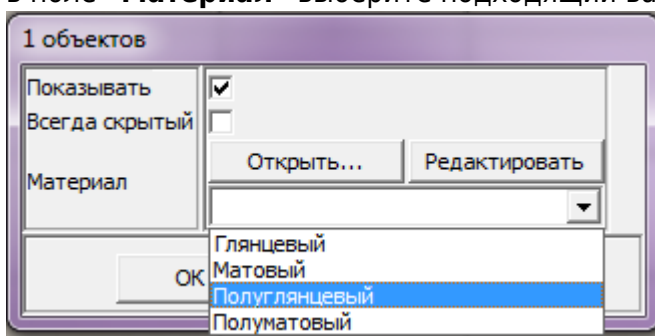 В поле "Материал" выберите подходящий ва
1 объектов
Показывать
Всегда скрытый
Открыть... Редактировать
Материал
Глянцевый
Матовый
OK
Полуглянцевый
Полуматовый